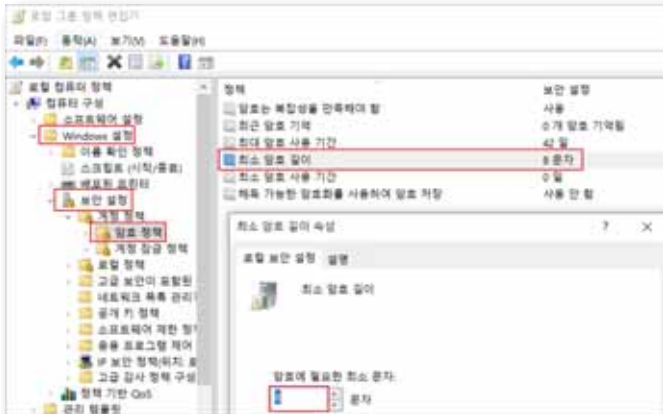 로컬 그룹 정책 편집기
파일(F) 동작(A) 보기(V) 도움말(H)
로컬 컴퓨터 정책
컴퓨터 구성
소프트웨어 설정
Windows 설정
이름 확인 정책
스크립트 (시작/종료)
배포된 프린터
보안 설정
계정 정책
암호 정책
계정 잠금 정책
로컬 정책
고급 보안이 포함된
네트워크 목록 관리
공개 키 정책
소프트웨어 제한 정
응용 프로그램 제어
IP 보안 정책(위치: 로
고급 감사 정책 구성
정책 기반 QoS
관리 템플릿
정책 보안 설정
암호는 복잡성을 만족해야 함 사용
최근 암호 기억 0 개 암호 기억됨
최대 암호 사용 기간 42 일
최소 암호 길이 8 문자
최소 암호 사용 기간 0 일
해독 가능한 암호화를 사용하여 암호 저장 사용 안 함
최소 암호 길이 속성 ? ×
로컬 보안 설정 설명
최소 암호 길이
암호에 필요한 최소 문자:
문자